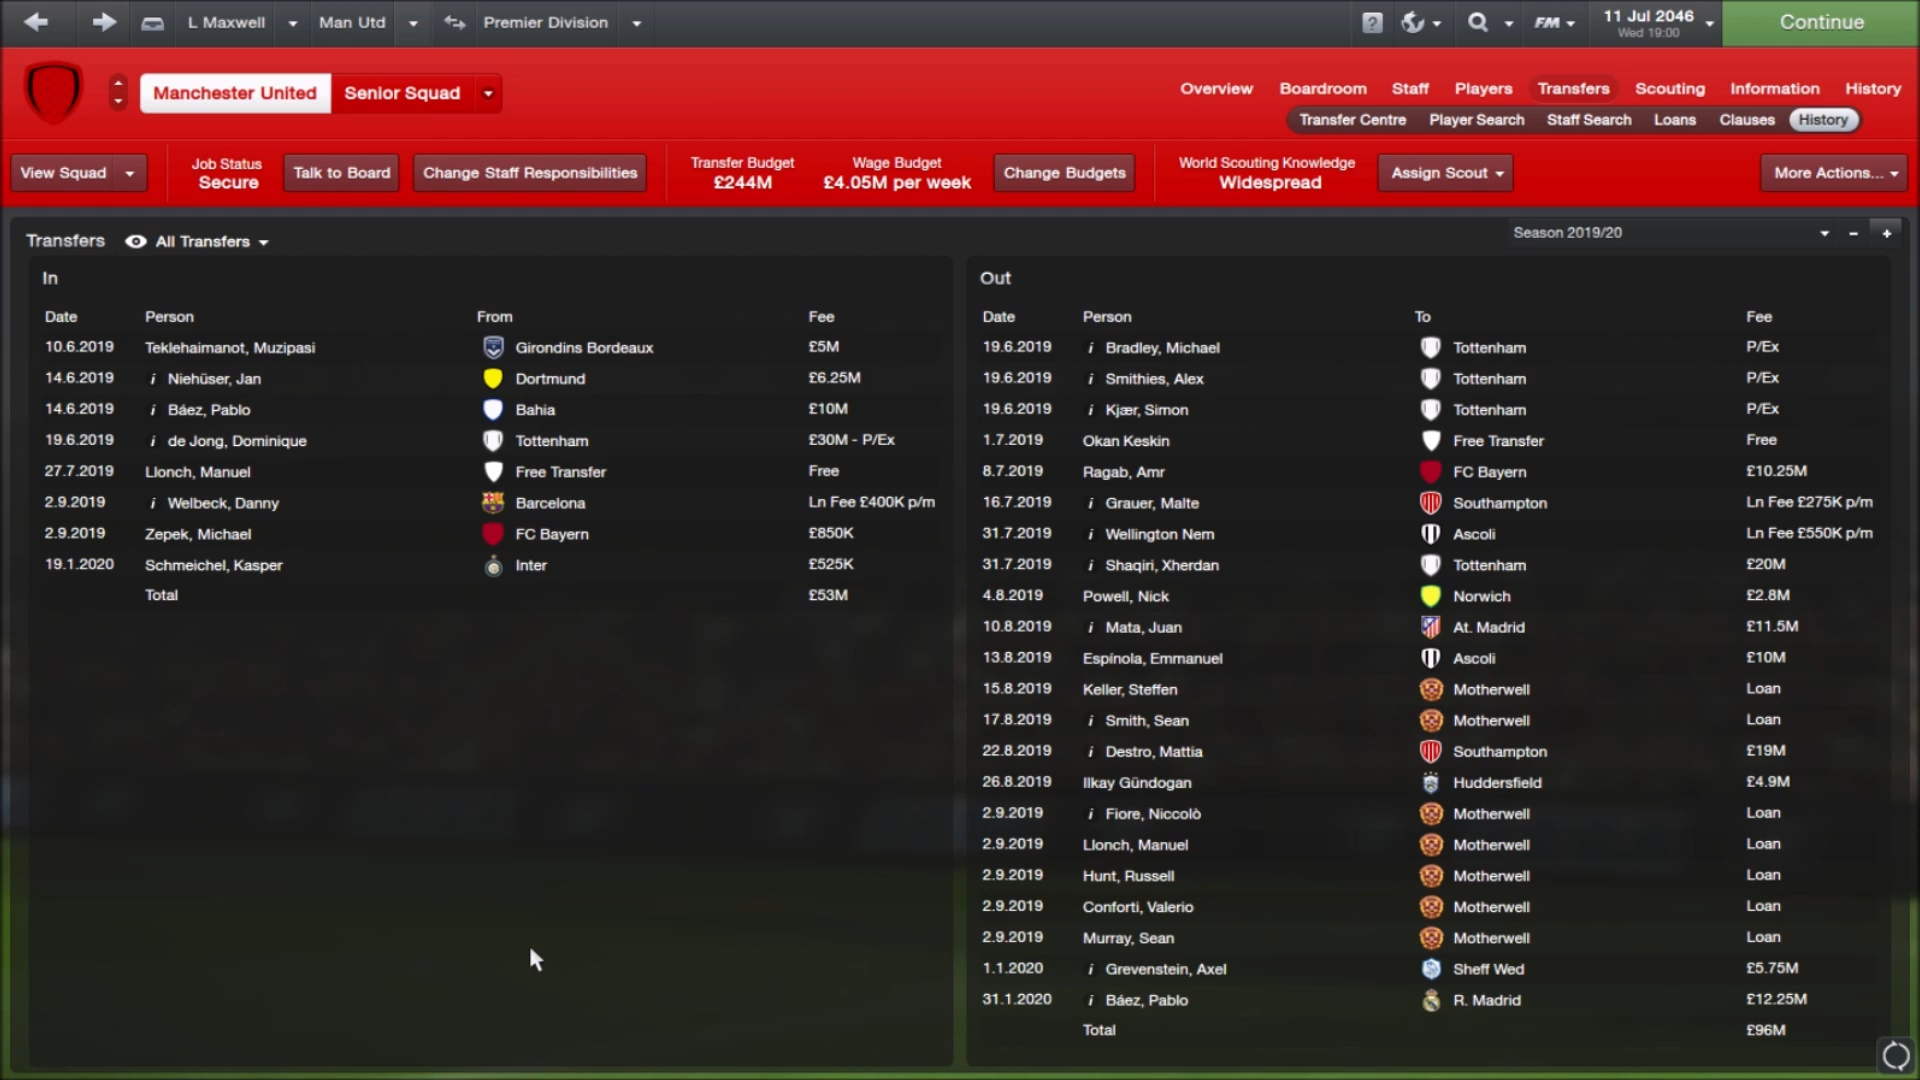 L Maxwell Man Utd Premier Division ? FM 11 Jul 2046 Continue
Wed 19:00
Manchester United Senior Squad
Overview Boardroom Staff Players Transfers Scouting Information History
Transfer Centre Player Search Staff Search Loans Clauses History
View Squad Job Status Secure Talk to Board Change Staff Responsibilities Transfer Budget £244M Wage Budget £4.05M per week Change Budgets World Scouting Knowledge Widespread Assign Scout More Actions...
Transfers All Transfers Season 2019/20 - +
In
Date Person From Fee
10.6.2019 Teklehaimanot, Muzipasi Girondins Bordeaux £5M
14.6.2019 i Niehüser, Jan Dortmund £6.25M
14.6.2019 i Báez, Pablo Bahia £10M
19.6.2019 i de Jong, Dominique Tottenham £30M - P/Ex
27.7.2019 Llonch, Manuel Free Transfer Free
2.9.2019 i Welbeck, Danny Barcelona Ln Fee £400K p/m
2.9.2019 Zepek, Michael FC Bayern £850K
19.1.2020 Schmeichel, Kasper Inter £525K
Total £53M
Out
Date Person To Fee
19.6.2019 i Bradley, Michael Tottenham P/Ex
19.6.2019 i Smithies, Alex Tottenham P/Ex
19.6.2019 i Kjær, Simon Tottenham P/Ex
1.7.2019 Okan Keskin Free Transfer Free
8.7.2019 Ragab, Amr FC Bayern £10.25M
16.7.2019 i Grauer, Malte Southampton Ln Fee £275K p/m
31.7.2019 i Wellington Nem Ascoli Ln Fee £550K p/m
31.7.2019 i Shaqiri, Xherdan Tottenham £20M
4.8.2019 Powell, Nick Norwich £2.8M
10.8.2019 i Mata, Juan At. Madrid £11.5M
13.8.2019 Espínola, Emmanuel Ascoli £10M
15.8.2019 Keller, Steffen Motherwell Loan
17.8.2019 i Smith, Sean Motherwell Loan
22.8.2019 i Destro, Mattia Southampton £19M
26.8.2019 Ilkay Gündogan Huddersfield £4.9M
2.9.2019 i Fiore, Niccolò Motherwell Loan
2.9.2019 Llonch, Manuel Motherwell Loan
2.9.2019 Hunt, Russell Motherwell Loan
2.9.2019 Conforti, Valerio Motherwell Loan
2.9.2019 Murray, Sean Motherwell Loan
1.1.2020 i Grevenstein, Axel Sheff Wed £5.75M
31.1.2020 i Báez, Pablo R. Madrid £12.25M
Total £96M